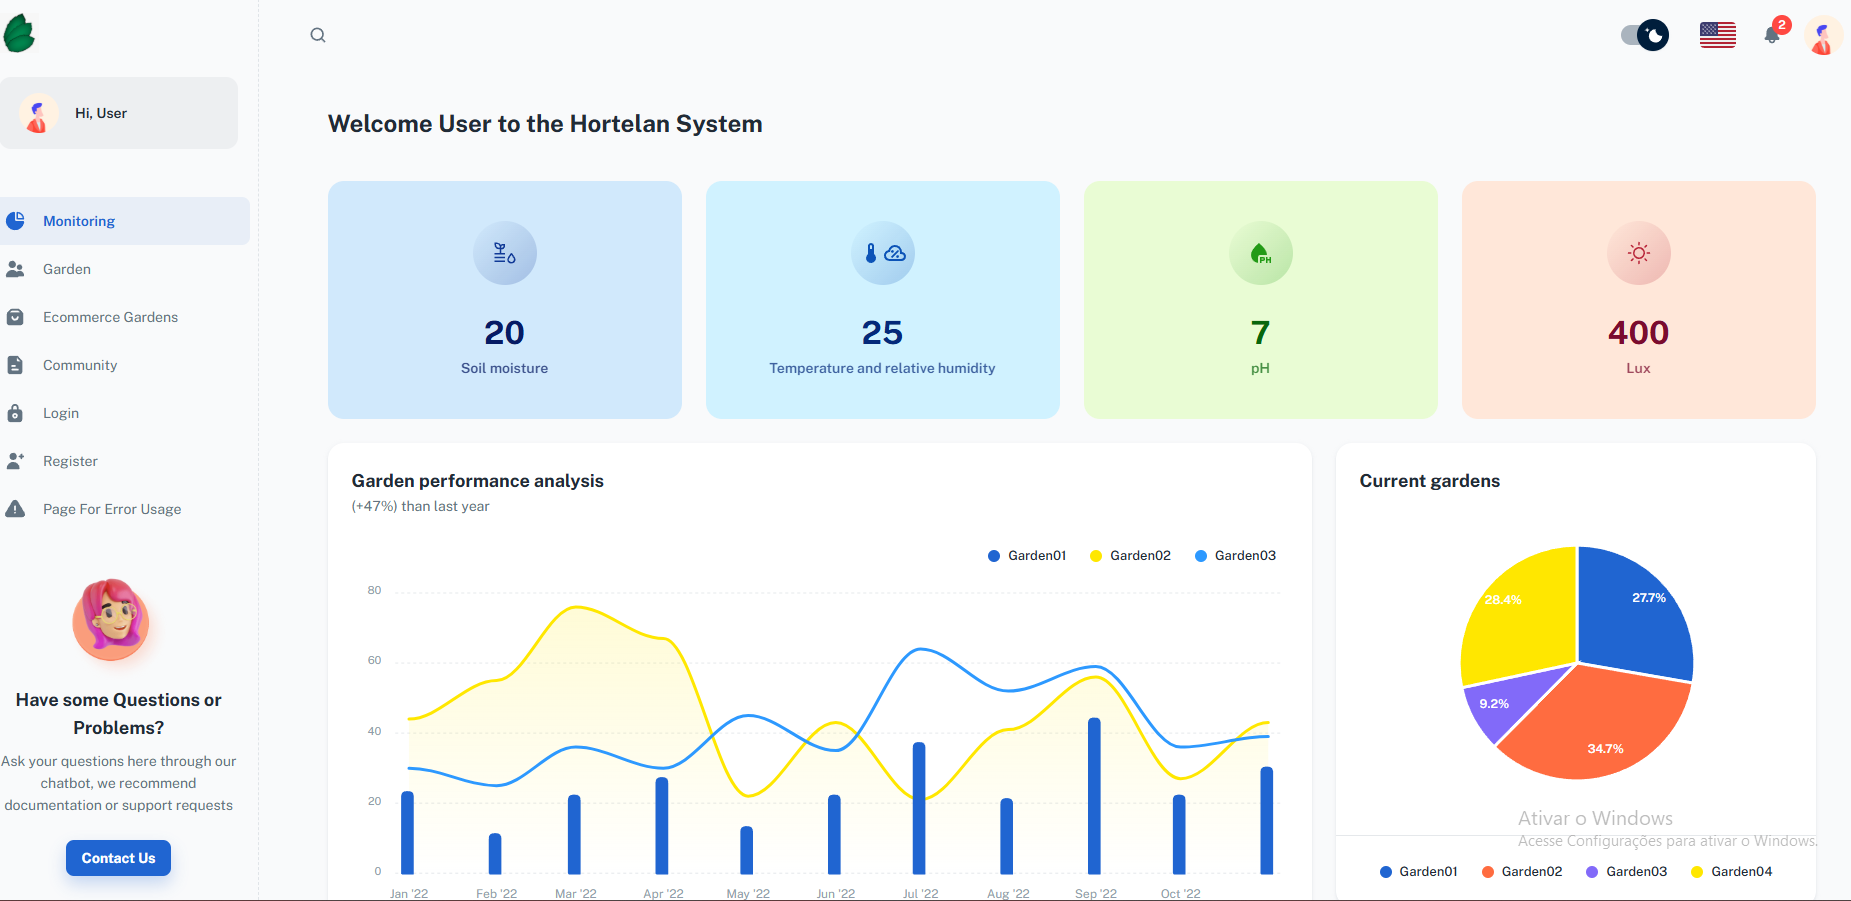 2
Hi, User
Welcome User to the Hortelan System
Monitoring
Garden
Ecommerce Gardens
Community
Login
Register
Page For Error Usage
Have some Questions or
Problems?
Ask your questions here through our
chatbot, we recommend
documentation or support requests
Contact Us
20
Soil moisture
25
Temperature and relative humidity
PH
7
pH
400
Lux
Garden performance analysis
(+47%) than last year
Garden01 Garden02 Garden03
80
60
40
20
0
Jan '22 Feb '22 Mar '22 Apr '22 May '22 Jun '22 Jul '22 Aug '22 Sep '22 Oct '22
Current gardens
28.4% 27.7%
9.2%
34.7%
Ativar o Windows
Acesse Configurações para ativar o Windows.
Garden01 Garden02 Garden03 Garden04